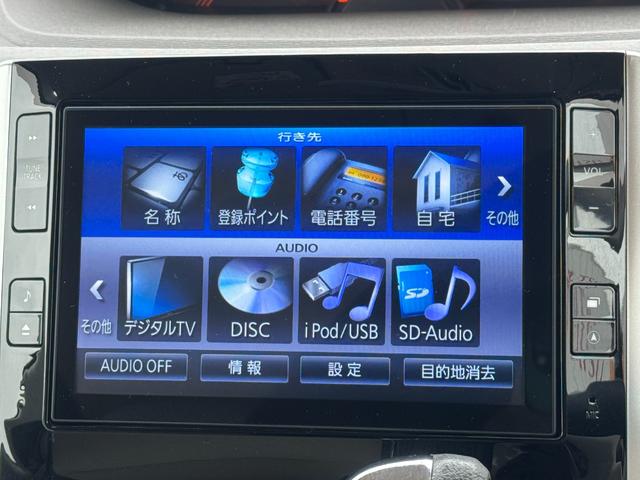 行き先
名称
登録ポイント
電話番号
自宅
その他
AUDIO
その他
デジタルTV
DISC
iPod/USB
SD-Audio
AUDIO OFF
情報
設定
目的地消去
TUNE
TRACK
VOL
MIC